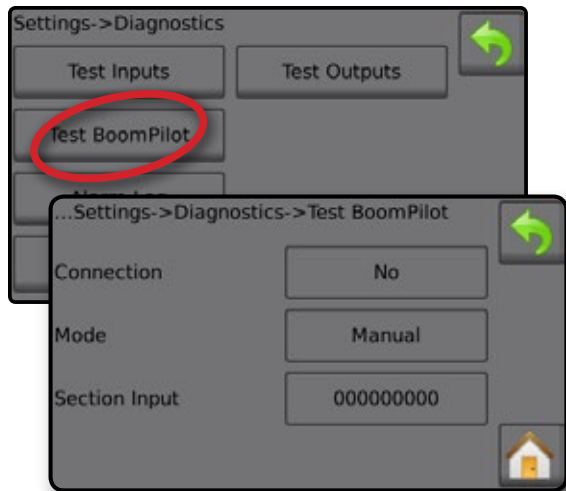 Settings->Diagnostics
Test Inputs
Test Outputs
Test BoomPilot
...Settings->Diagnostics->Test BoomPilot
Connection
No
Mode
Manual
Section Input
000000000